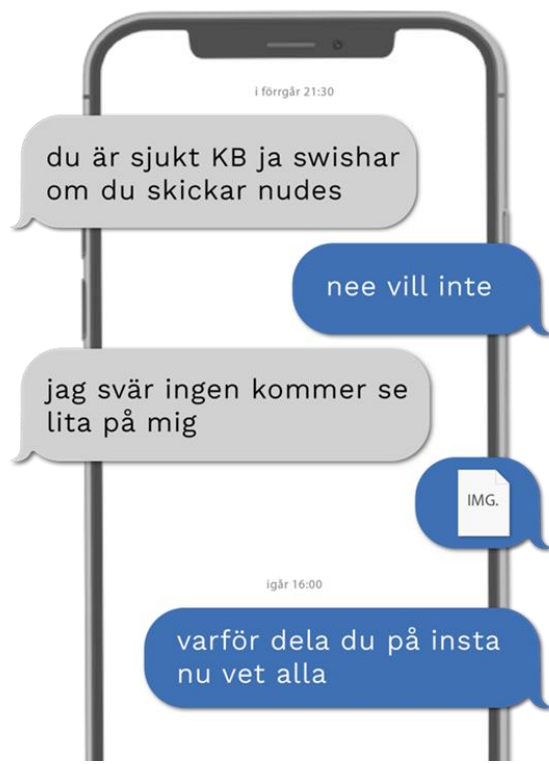 i förrgår 21:30
du är sjukt KB ja swishar
om du skickar nudes
nee vill inte
jag svär ingen kommer se
lita på mig
IMG.
igår 16:00
varför dela du på insta
nu vet alla